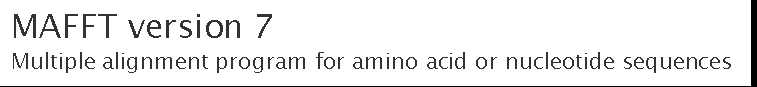 MAFFT version 7
Multiple alignment program for amino acid or nucleotide sequences